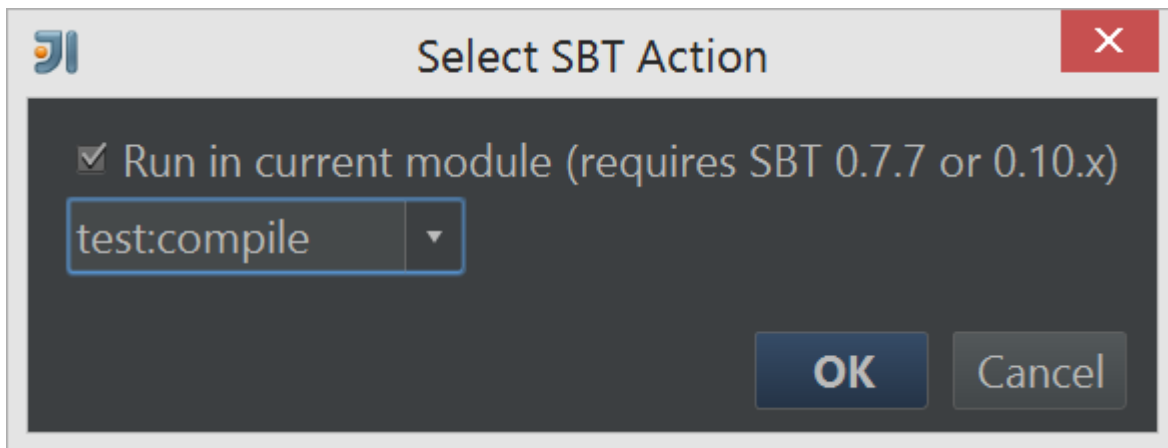 Select SBT Action
Run in current module (requires SBT 0.7.7 or 0.10.x)
test:compile
OK Cancel